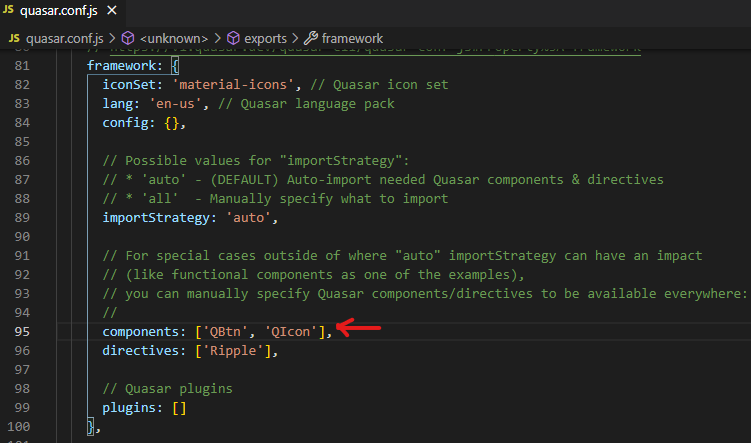 JS quasar.conf.js ×
JS quasar.conf.js > <unknown> > exports > framework
81 framework: {
82 iconSet: 'material-icons', // Quasar icon set
83 lang: 'en-us', // Quasar language pack
84 config: {},
85
86 // Possible values for "importStrategy":
87 // * 'auto' - (DEFAULT) Auto-import needed Quasar components & directives
88 // * 'all'  - Manually specify what to import
89 importStrategy: 'auto',
90
91 // For special cases outside of where "auto" importStrategy can have an impact
92 // (like functional components as one of the examples),
93 // you can manually specify Quasar components/directives to be available everywhere:
94 //
95 components: ['QBtn', 'QIcon'],
96 directives: ['Ripple'],
97
98 // Quasar plugins
99 plugins: []
100 },